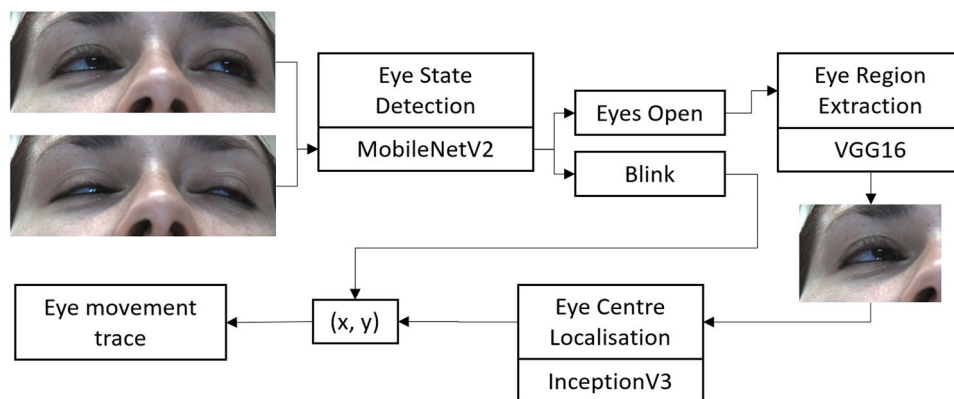 Eye State
Detection
MobileNetV2
Eyes Open
Blink
Eye Region
Extraction
VGG16
Eye movement
trace
(x, y)
Eye Centre
Localisation
InceptionV3